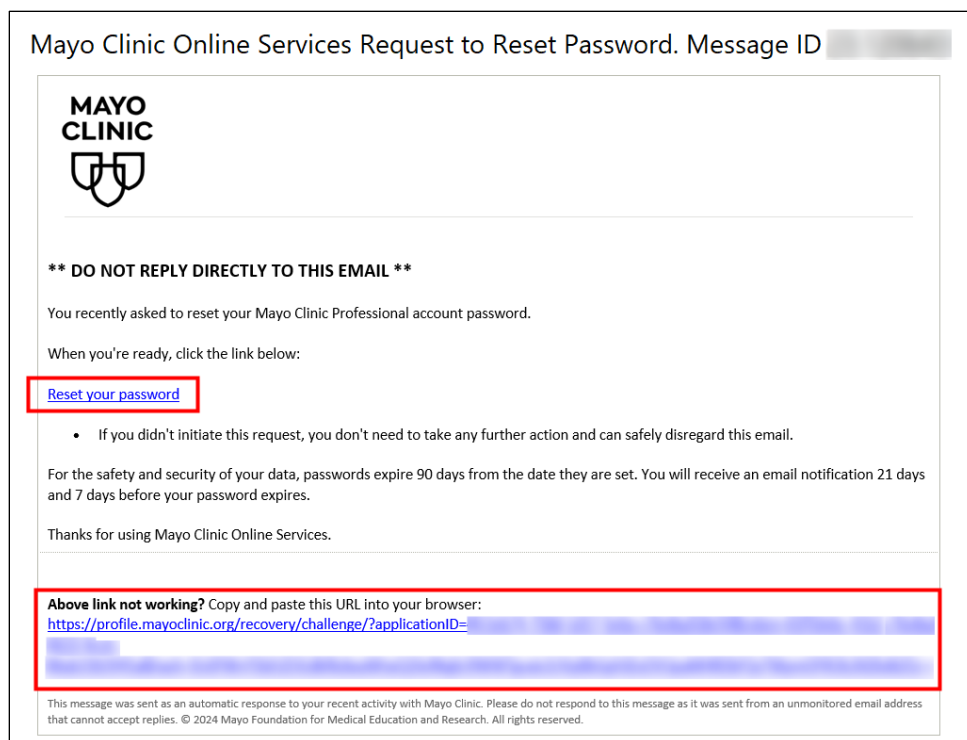 Mayo Clinic Online Services Request to Reset Password. Message ID
MAYO
CLINIC
** DO NOT REPLY DIRECTLY TO THIS EMAIL **
You recently asked to reset your Mayo Clinic Professional account password.
When you're ready, click the link below:
Reset your password
• If you didn't initiate this request, you don't need to take any further action and can safely disregard this email.
For the safety and security of your data, passwords expire 90 days from the date they are set. You will receive an email notification 21 days
and 7 days before your password expires.
Thanks for using Mayo Clinic Online Services.
Above link not working? Copy and paste this URL into your browser:
https://profile.mayoclinic.org/recovery/challenge/?applicationID=
This message was sent as an automatic response to your recent activity with Mayo Clinic. Please do not respond to this message as it was sent from an unmonitored email address
that cannot accept replies. © 2024 Mayo Foundation for Medical Education and Research. All rights reserved.